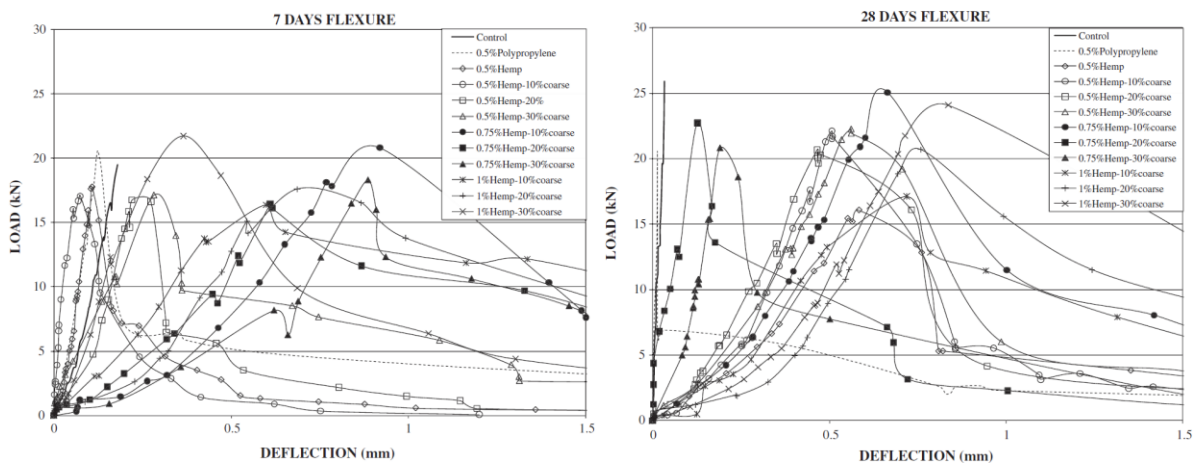 7 DAYS FLEXURE
30
25
20
15
10
5
0
LOAD (kN)
0
0.5
1
1.5
DEFLECTION (mm)
Control
0.5%Polypropylene
0.5%Hemp
0.5%Hemp-10%coarse
0.5%Hemp-20%
0.5%Hemp-30%coarse
0.75%Hemp-10%coarse
0.75%Hemp-20%coarse
0.75%Hemp-30%coarse
1%Hemp-10%coarse
1%Hemp-20%coarse
1%Hemp-30%coarse
28 DAYS FLEXURE
30
25
20
15
10
5
0
LOAD (kN)
0
0.5
1
1.5
DEFLECTION (mm)
Control
0.5%Polypropylene
0.5%Hemp
0.5%Hemp-10%coarse
0.5%Hemp-20%coarse
0.5%Hemp-30%coarse
0.75%Hemp-10%coarse
0.75%Hemp-20%coarse
0.75%Hemp-30%coarse
1%Hemp-10%coarse
1%Hemp-20%coarse
1%Hemp-30%coarse